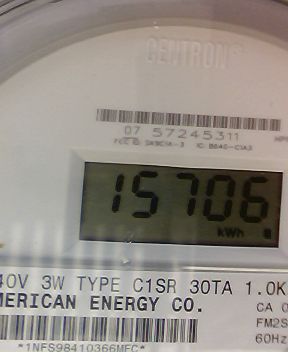 CENTRON®
07 57245311
15706
kWh
40V 3W TYPE C1SR 30TA 1.0K
MERICAN ENERGY CO.
CA 0
FM2S
60Hz
*1NFS98410366MFC*